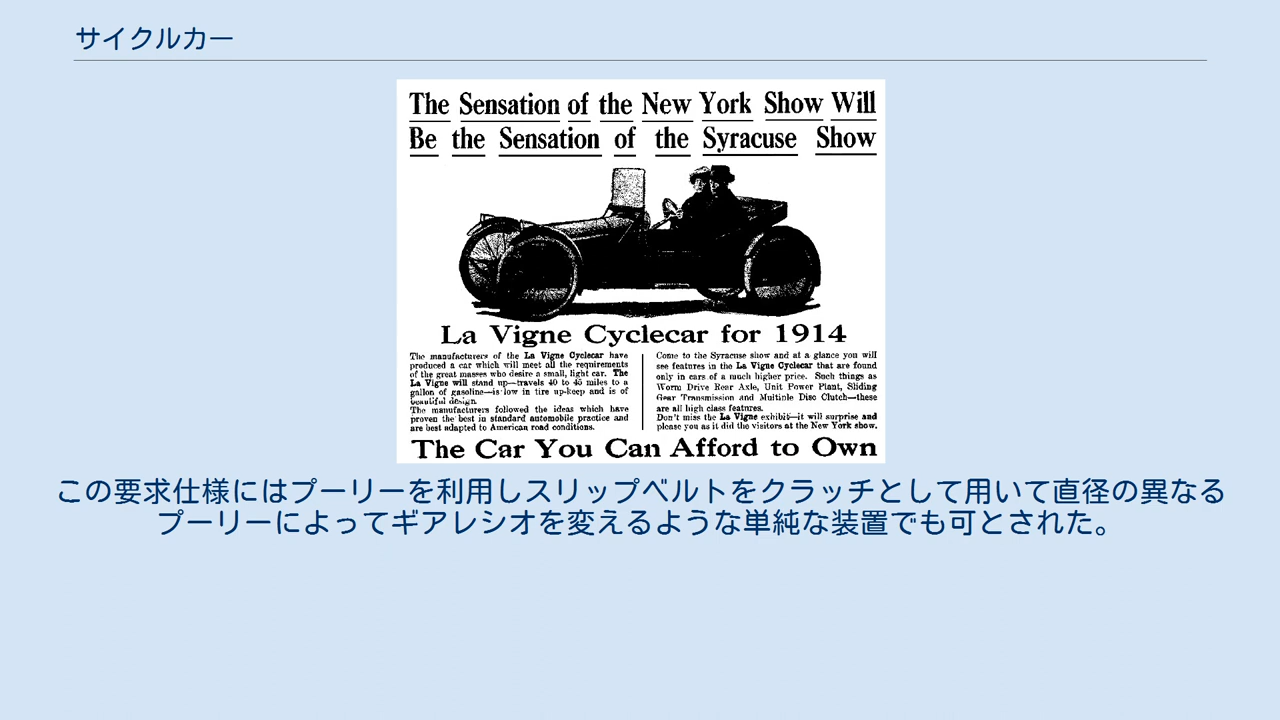 サイクルカー
The Sensation of the New York Show Will
Be the Sensation of the Syracuse Show
La Vigne Cyclecar for 1914
The manufacturers of the La Vigne Cyclecar have
produced a car which will meet all the requirements
of the great masses who desire a small, light car. The
La Vigne will stand up—travels 40 to 45 miles to a
gallon of gasoline—is low in tire up-keep and is of
beautiful design.
The manufacturers followed the ideas which have
proven the best in standard automobile practice and
are best adapted to American road conditions.
Come to the Syracuse show and at a glance you will
see features in the La Vigne Cyclecar that are found
only in cars of a much higher price. Such things as
Worm Drive Rear Axle, Unit Power Plant, Sliding
Gear Transmission and Multiple Disc Clutch—these
are all high class features.
Don't miss the La Vigne exhibit—it will surprise and
please you as it did the visitors at the New York show.
The Car You Can Afford to Own
この要求仕様にはプーリーを利用しスリップベルトをクラッチとして用いて直径の異なる
プーリーによってギアレシオを変えるような単純な装置でも可とされた。